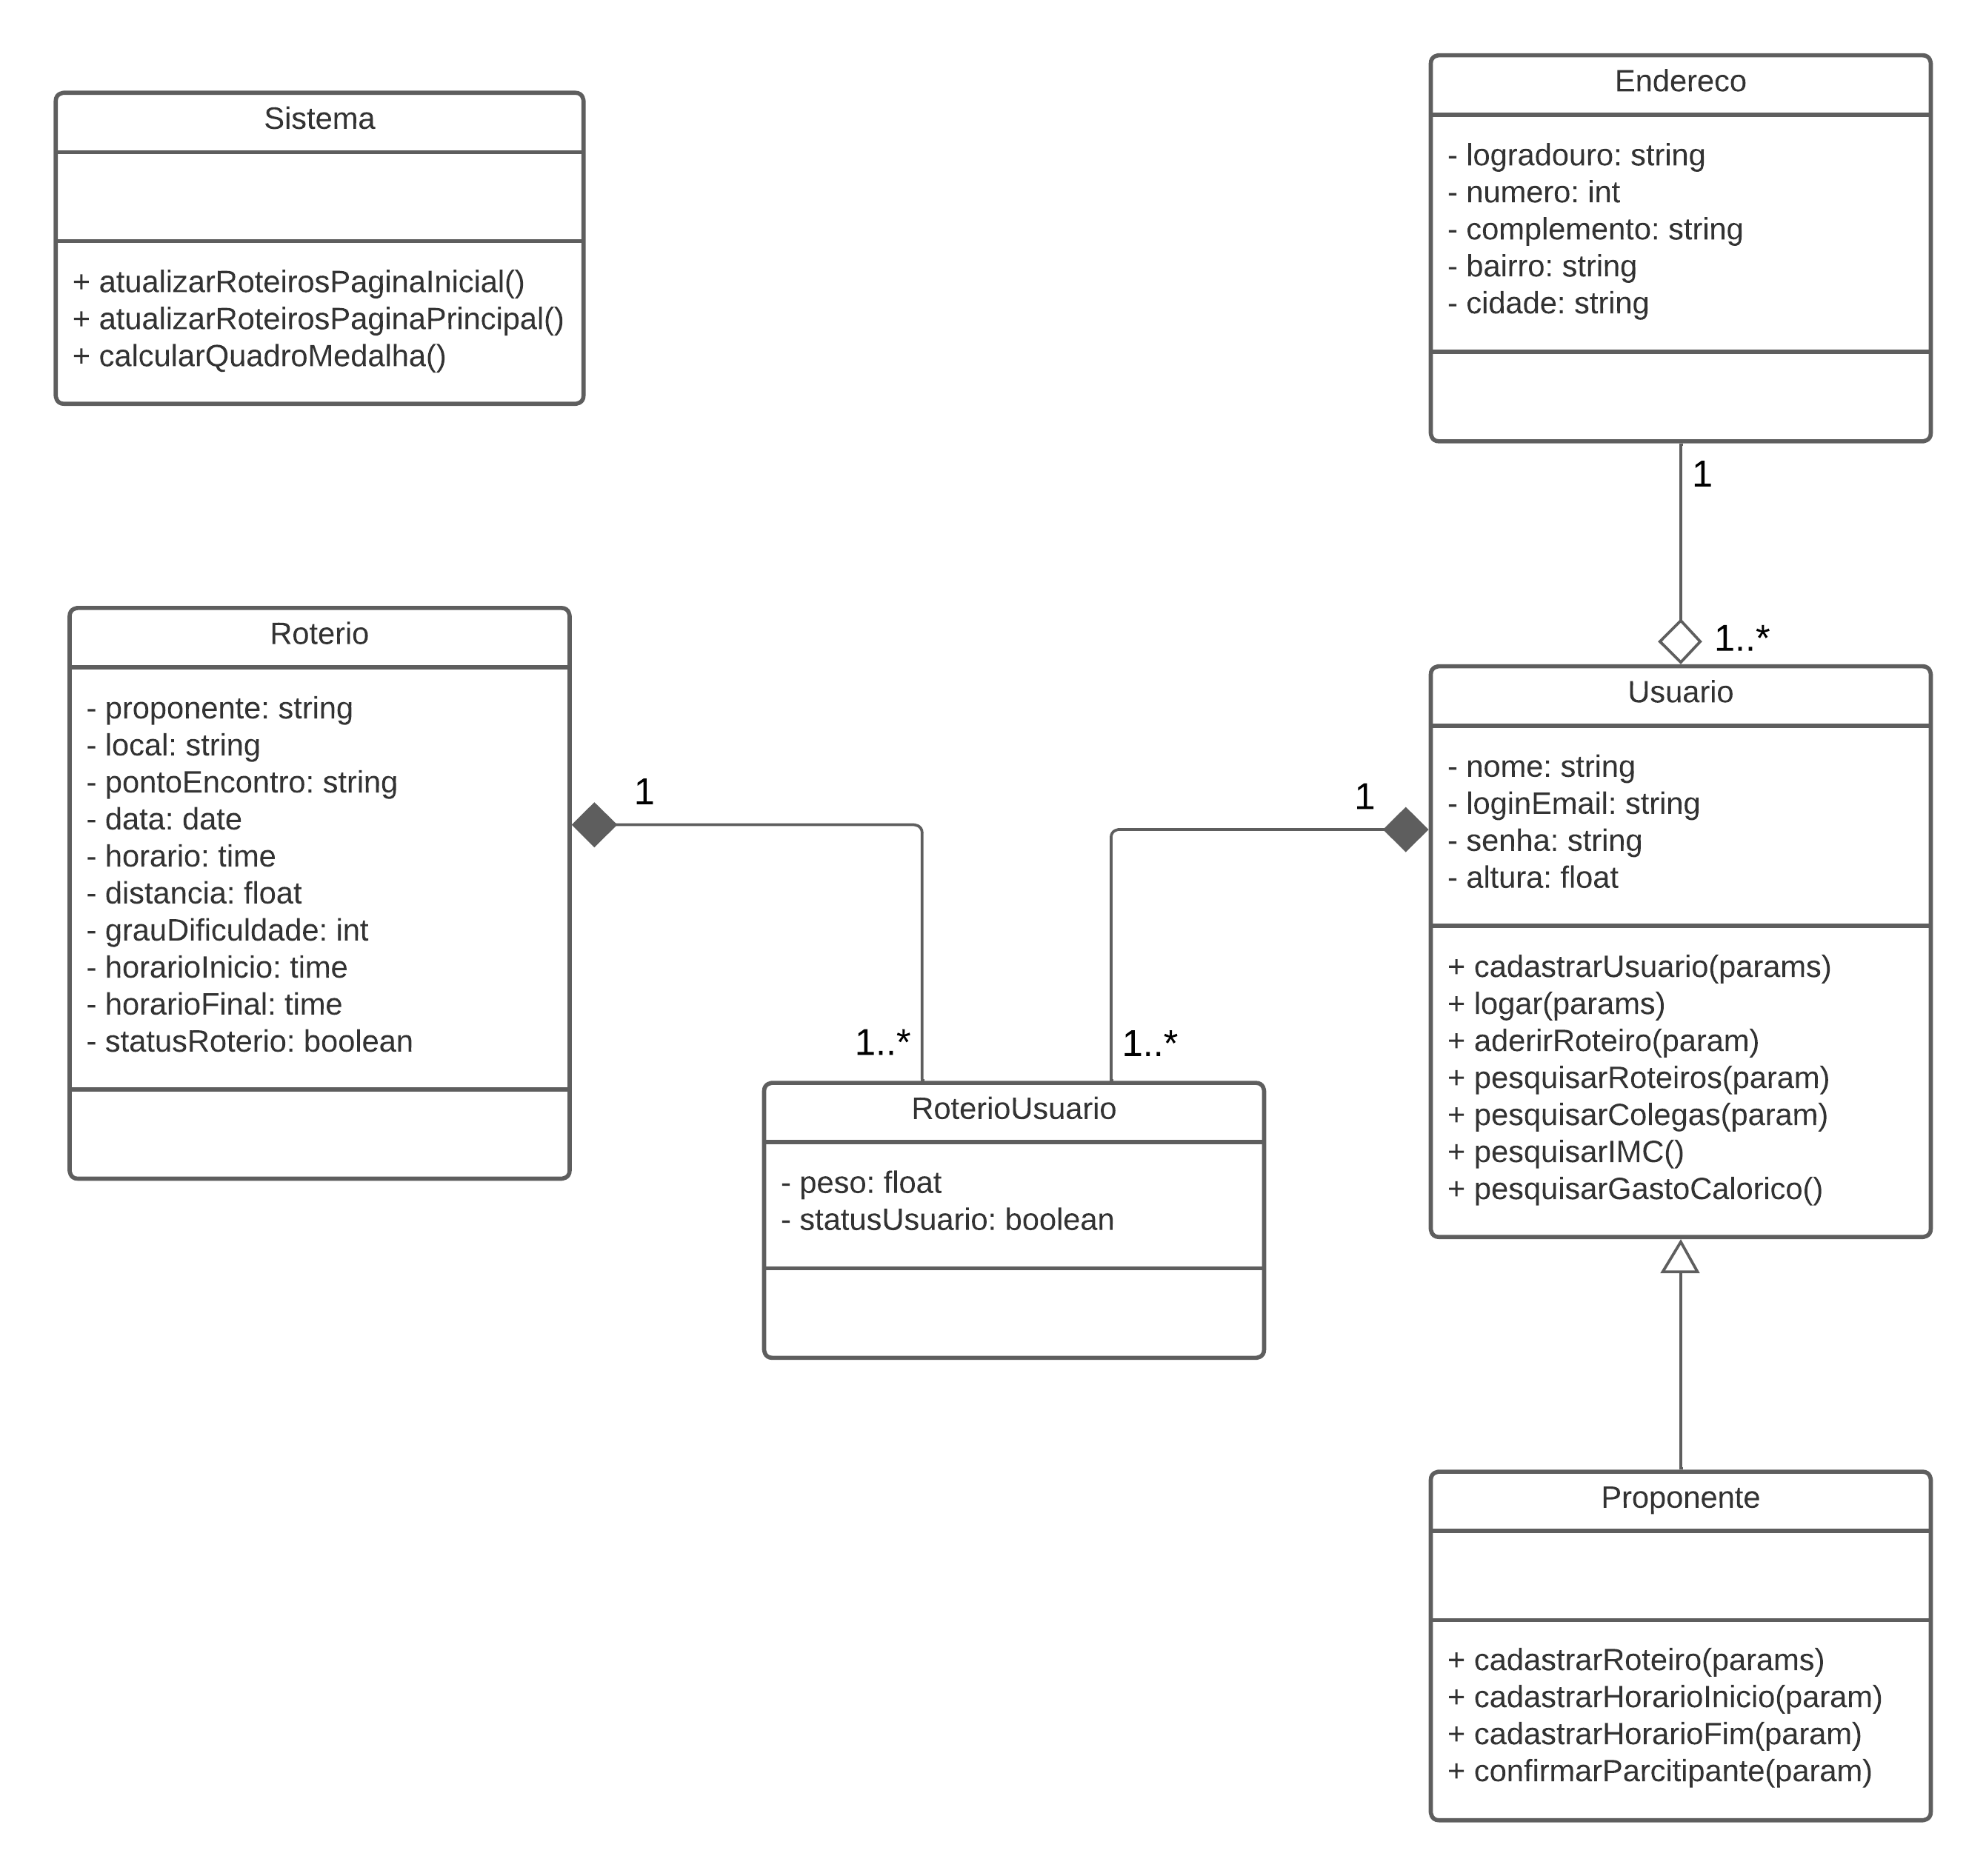 Sistema
+ atualizarRoteirosPaginaInicial()
+ atualizarRoteirosPaginaPrincipal()
+ calcularQuadroMedalha()
Endereco
- logradouro: string
- numero: int
- complemento: string
- bairro: string
- cidade: string
1
1..*
Roterio
- proponente: string
- local: string
- pontoEncontro: string
- data: date
- horario: time
- distancia: float
- grauDificuldade: int
- horarioInicio: time
- horarioFinal: time
- statusRoterio: boolean
1
1..*
1
1..*
RoterioUsuario
- peso: float
- statusUsuario: boolean
Usuario
- nome: string
- loginEmail: string
- senha: string
- altura: float
+ cadastrarUsuario(params)
+ logar(params)
+ aderirRoteiro(param)
+ pesquisarRoteiros(param)
+ pesquisarColegas(param)
+ pesquisarIMC()
+ pesquisarGastoCalorico()
Proponente
+ cadastrarRoteiro(params)
+ cadastrarHorarioInicio(param)
+ cadastrarHorarioFim(param)
+ confirmarParcitipante(param)